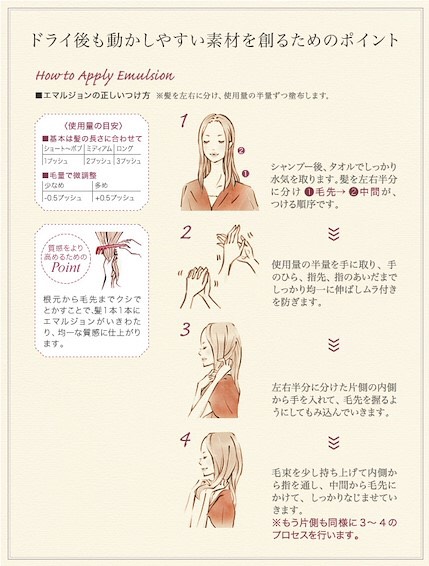 ドライ後も動かしやすい素材を創るためのポイント
How to Apply Emulsion
■エマルジョンの正しいつけ方 ※髪を左右に分け、使用量の半量ずつ塗布します。
〈使用量の目安〉
■基本は髪の長さに合わせて
ショート〜ボブ ミディアム ロング
1プッシュ 2プッシュ 3プッシュ
■毛量で微調整
少なめ 多め
-0.5プッシュ +0.5プッシュ
質感をより
高めるための
Point
根元から毛先までクシで
とかすことで、髪1本1本に
エマルジョンがいきわた
り、均一な質感に仕上がり
ます。
1
❷
❶
シャンプー後、タオルでしっかり
水気を取ります。髪を左右半分
に分け❶毛先→❷中間が、
つける順序です。
2
使用量の半量を手に取り、手
のひら、指先、指のあいだまで
しっかり均一に伸ばしムラ付き
を防ぎます。
3
左右半分に分けた片側の内側
から手を入れて、毛先を握るよ
うにしてもみ込んでいきます。
4
毛束を少し持ち上げて内側か
ら指を通し、中間から毛先に
かけて、しっかりなじませてい
きます。
※もう片側も同様に3〜4の
プロセスを行います。